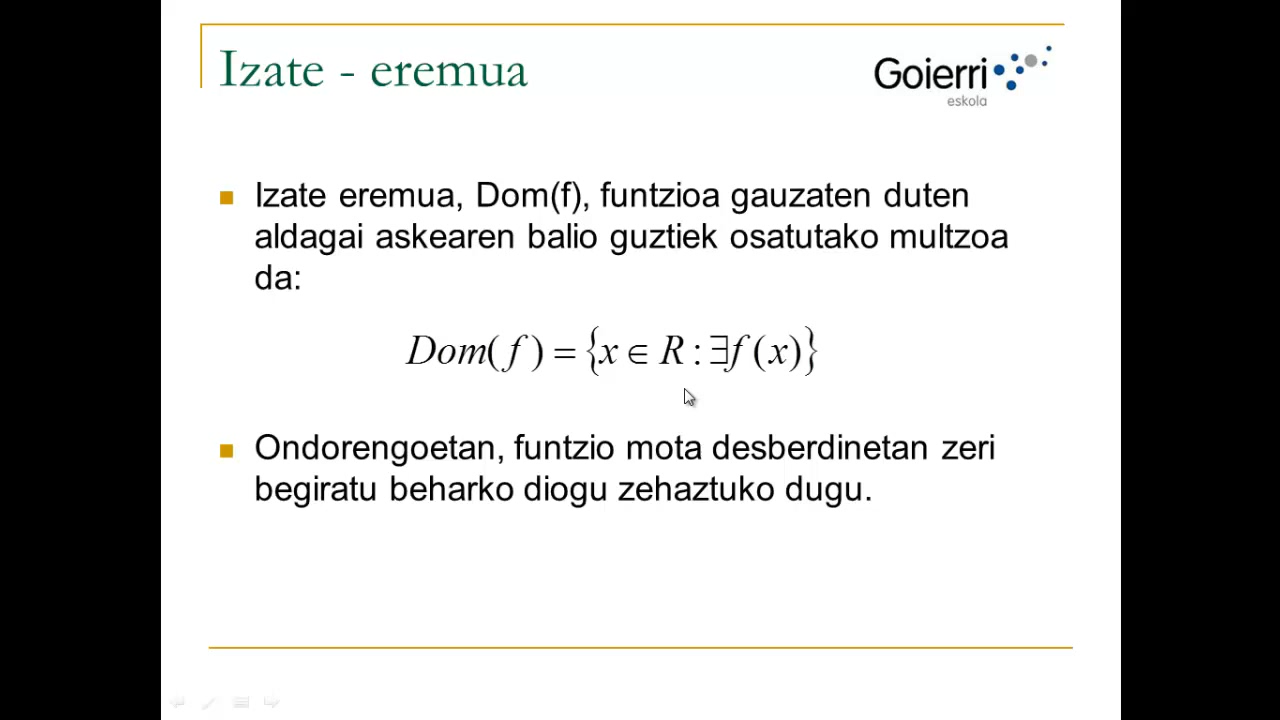 Izate - eremua
Goierri
eskola
Izate eremua, Dom(f), funtzioa gauzaten duten
aldagai askearen balio guztiek osatutako multzoa
da:
Dom(f) = {x ∈ R : ∃f(x)}
Ondorengoetan, funtzio mota desberdinetan zeri
begiratu beharko diogu zehaztuko dugu.